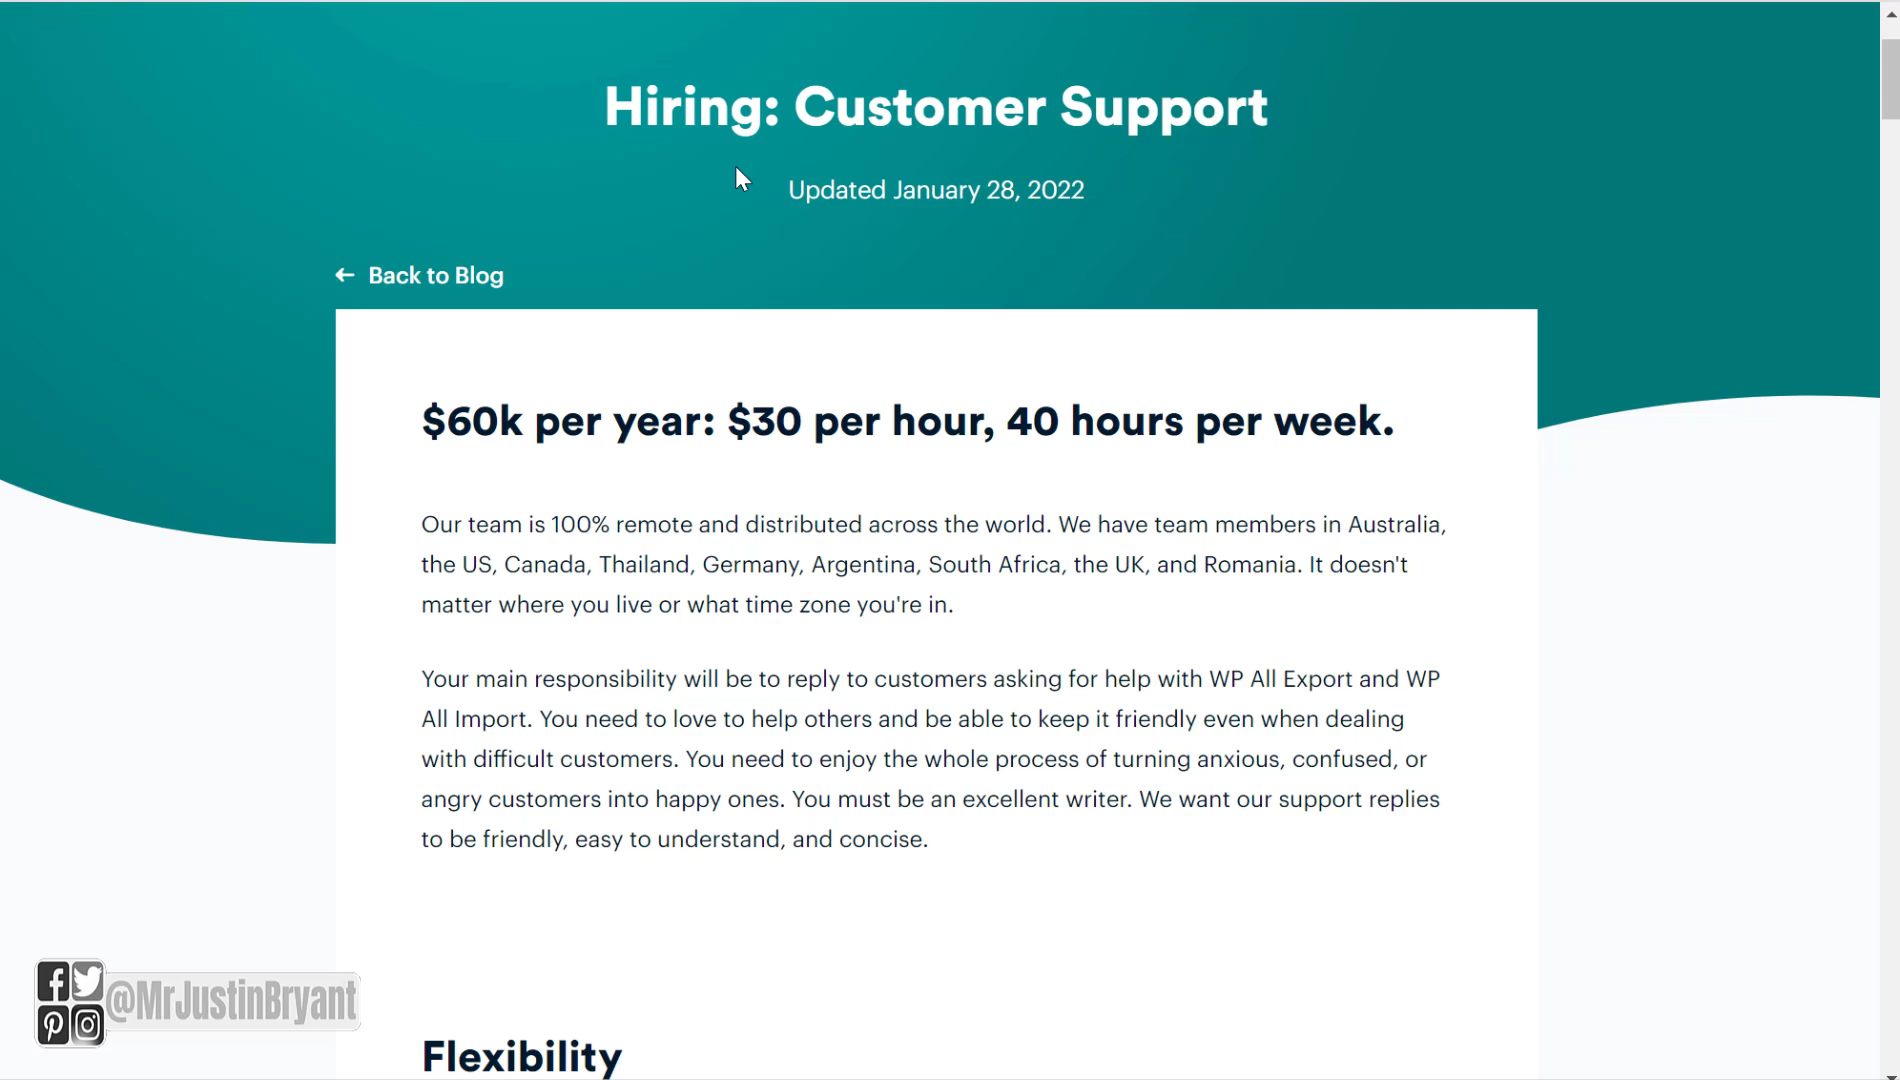 Hiring: Customer Support
Updated January 28, 2022
← Back to Blog
$60k per year: $30 per hour, 40 hours per week.
Our team is 100% remote and distributed across the world. We have team members in Australia,
the US, Canada, Thailand, Germany, Argentina, South Africa, the UK, and Romania. It doesn't
matter where you live or what time zone you're in.
Your main responsibility will be to reply to customers asking for help with WP All Export and WP
All Import. You need to love to help others and be able to keep it friendly even when dealing
with difficult customers. You need to enjoy the whole process of turning anxious, confused, or
angry customers into happy ones. You must be an excellent writer. We want our support replies
to be friendly, easy to understand, and concise.
@MrJustinBryant
Flexibility